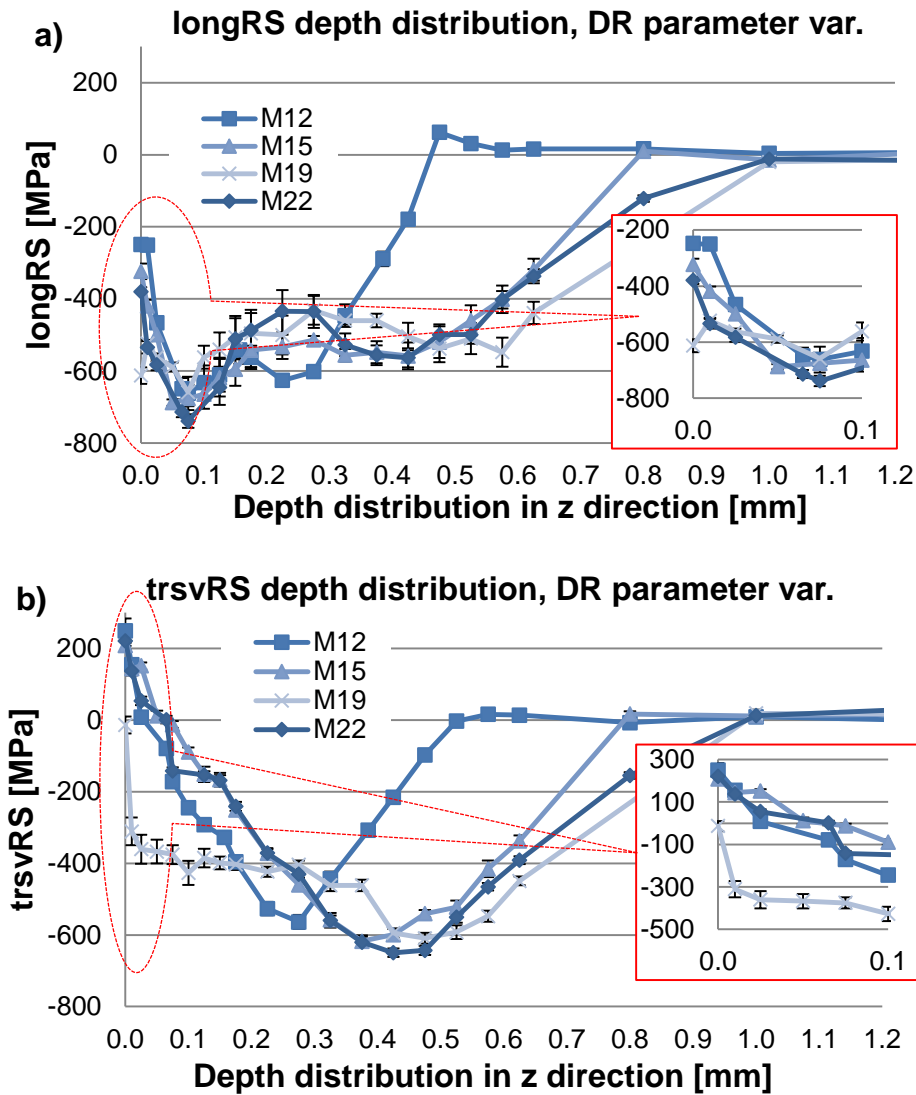 a)
longRS depth distribution, DR parameter var.
200
0
-200
-400
-600
-800
longRS [MPa]
M12
M15
M19
M22
-200
-400
-600
-800
0.0 0.1
0.0 0.1 0.2 0.3 0.4 0.5 0.6 0.7 0.8 0.9 1.0 1.1 1.2
Depth distribution in z direction [mm]
b)
trsvRS depth distribution, DR parameter var.
200
0
-200
-400
-600
-800
trsvRS [MPa]
M12
M15
M19
M22
300
100
-100
-300
-500
0.0 0.1
0.0 0.1 0.2 0.3 0.4 0.5 0.6 0.7 0.8 0.9 1.0 1.1 1.2
Depth distribution in z direction [mm]